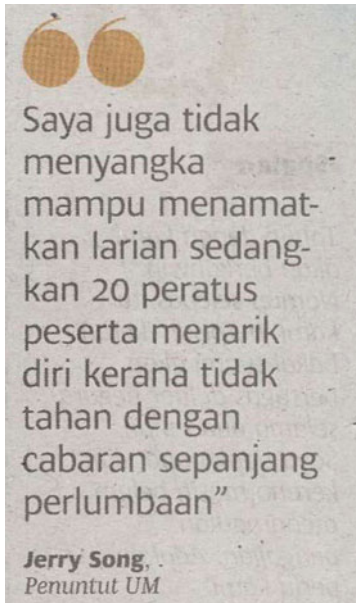 Saya juga tidak
menyangka
mampu menamat-
kan larian sedang-
kan 20 peratus
peserta menarik
diri kerana tidak
tahan dengan
cabaran sepanjang
perlumbaan”
Jerry Song,
Penuntut UM